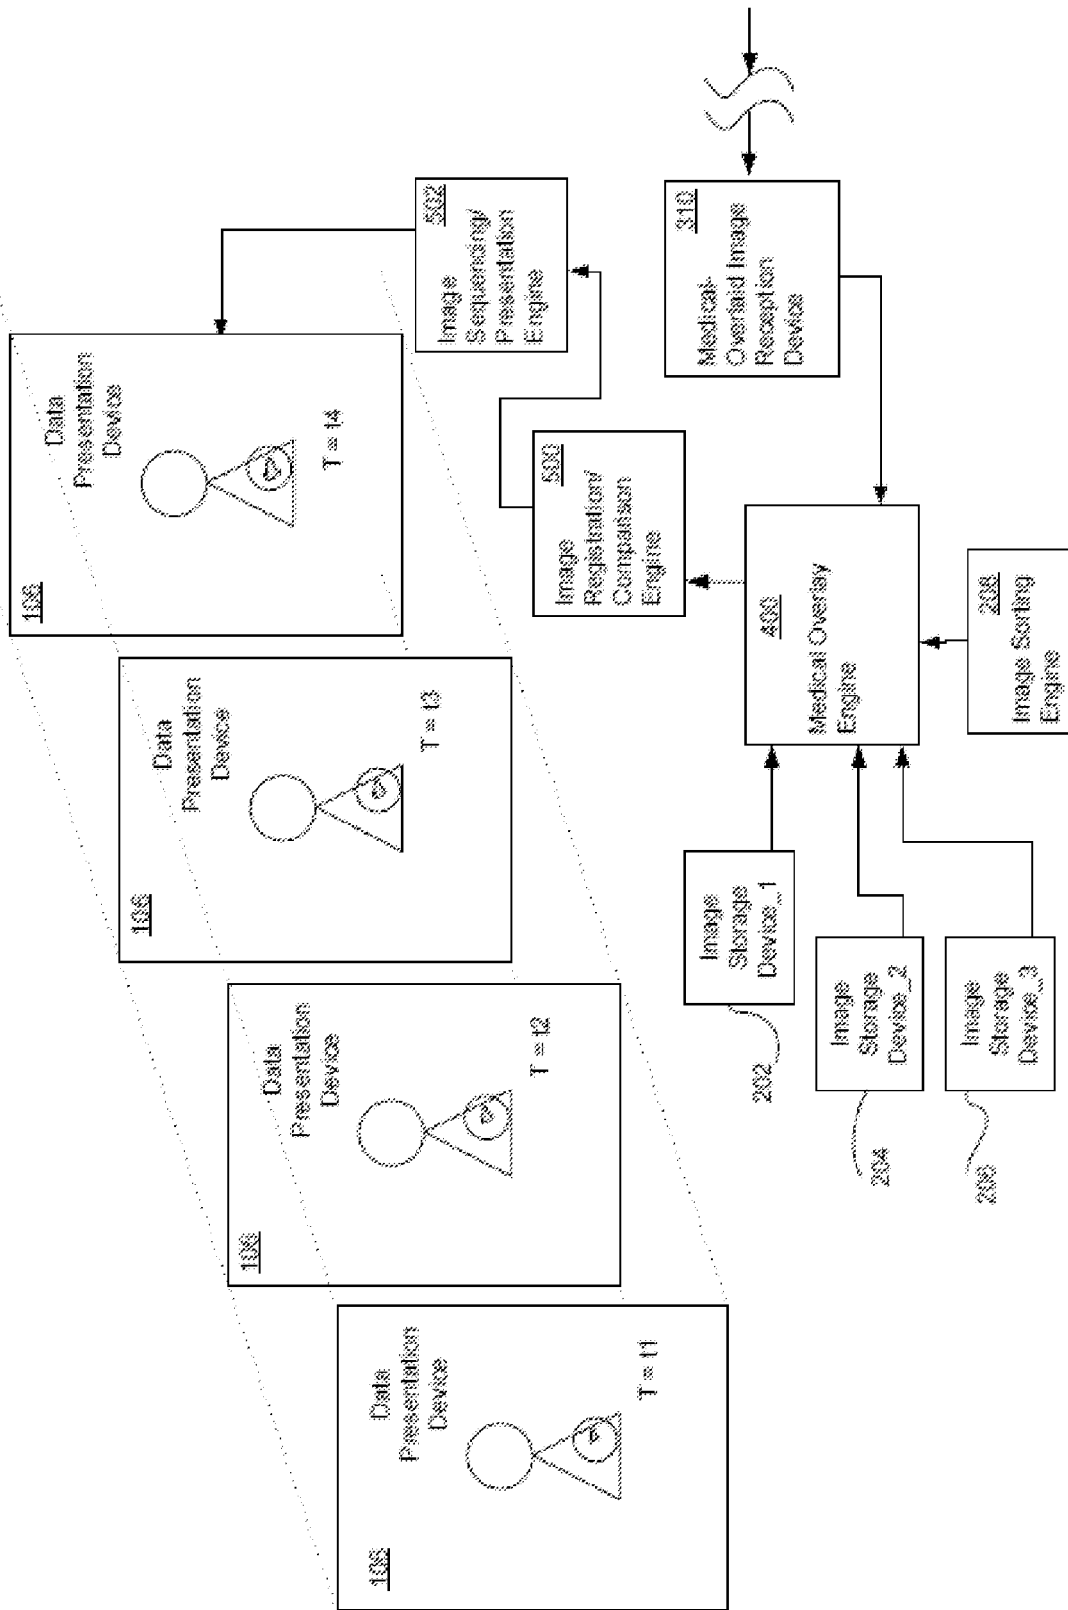 106
Data
Presentation
Device
T = t1
106
Data
Presentation
Device
T = t2
106
Data
Presentation
Device
T = t3
106
Data
Presentation
Device
T = t4
202
Image
Storage
Device_1
204
Image
Storage
Device_2
206
Image
Storage
Device_3
400
Medical Overlay
Engine
208
Image Sorting
Engine
500
Image
Registration/
Comparison
Engine
502
Image
Sequencing/
Presentation
Engine
310
Medical-
Overlaid Image
Reception
Device